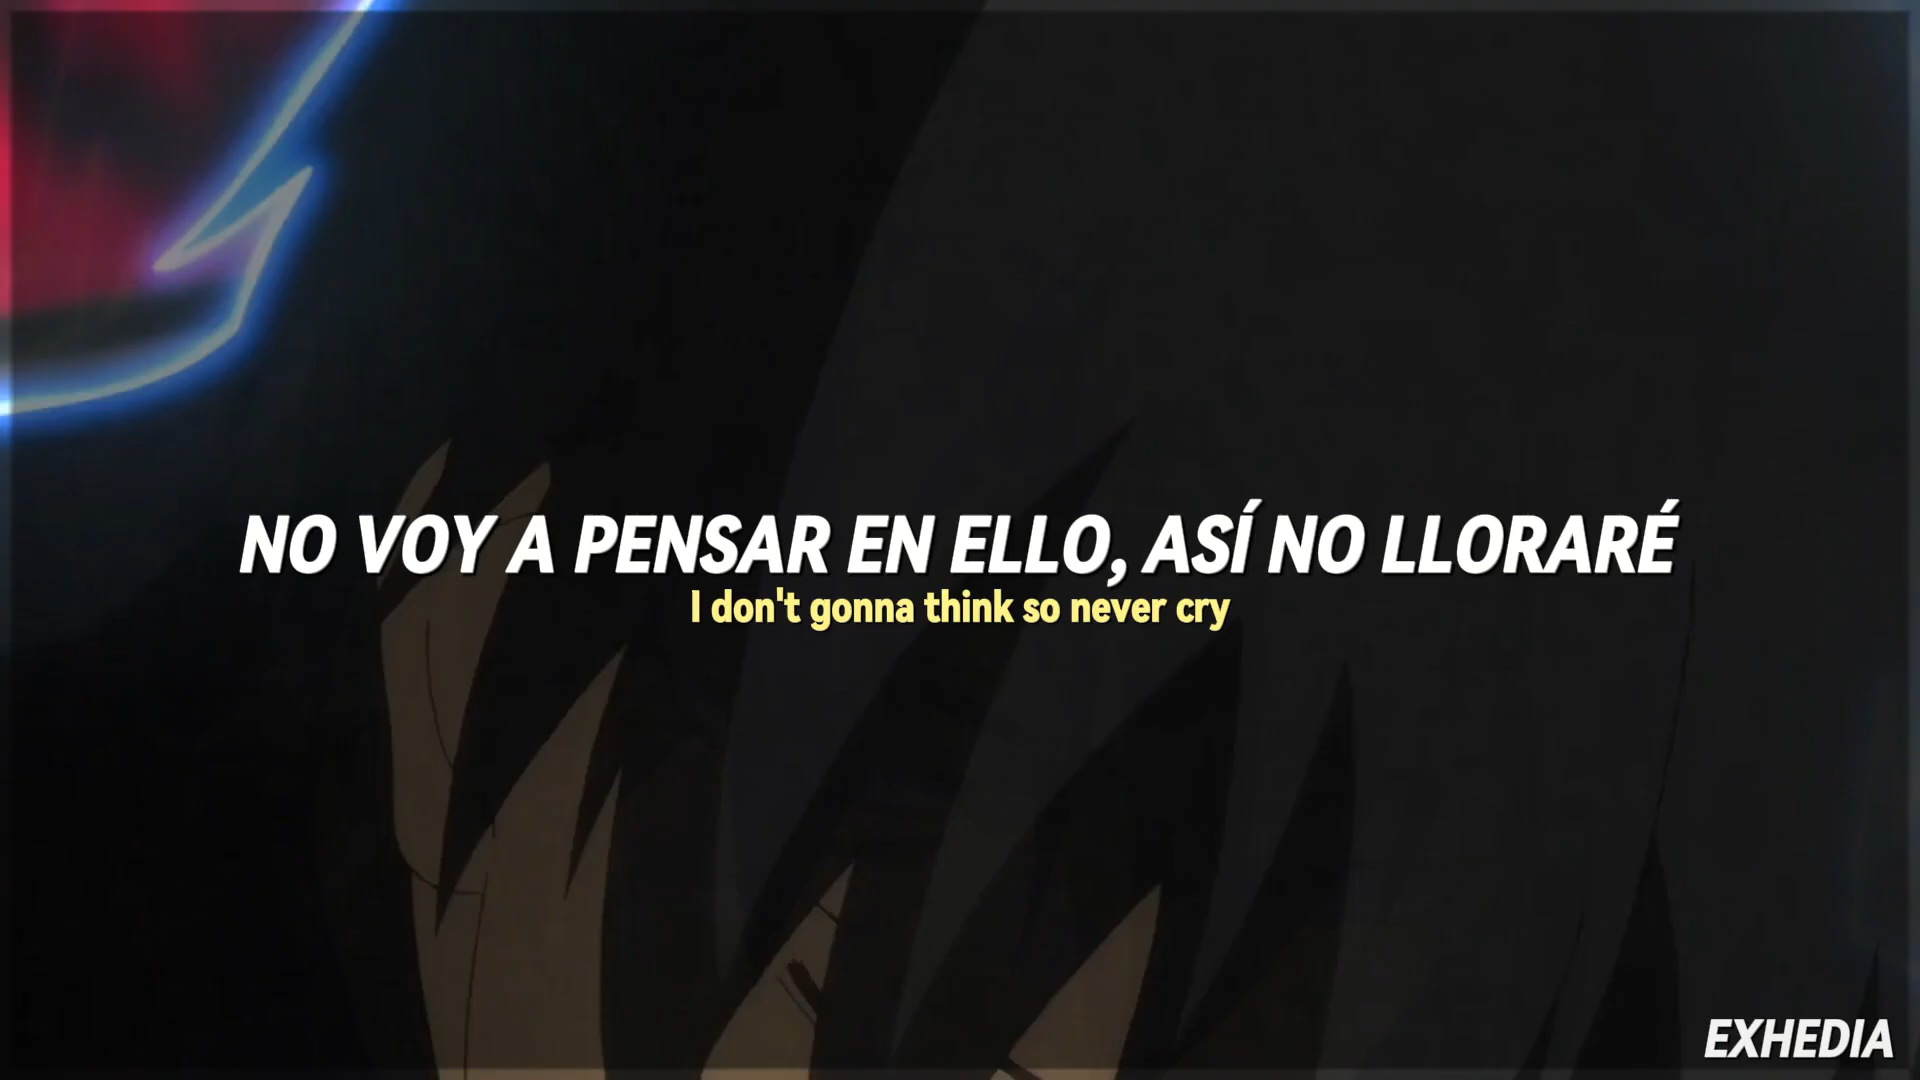 NO VOY A PENSAR EN ELLO, ASÍ NO LLORARÉ
I don't gonna think so never cry
EXHEDIA